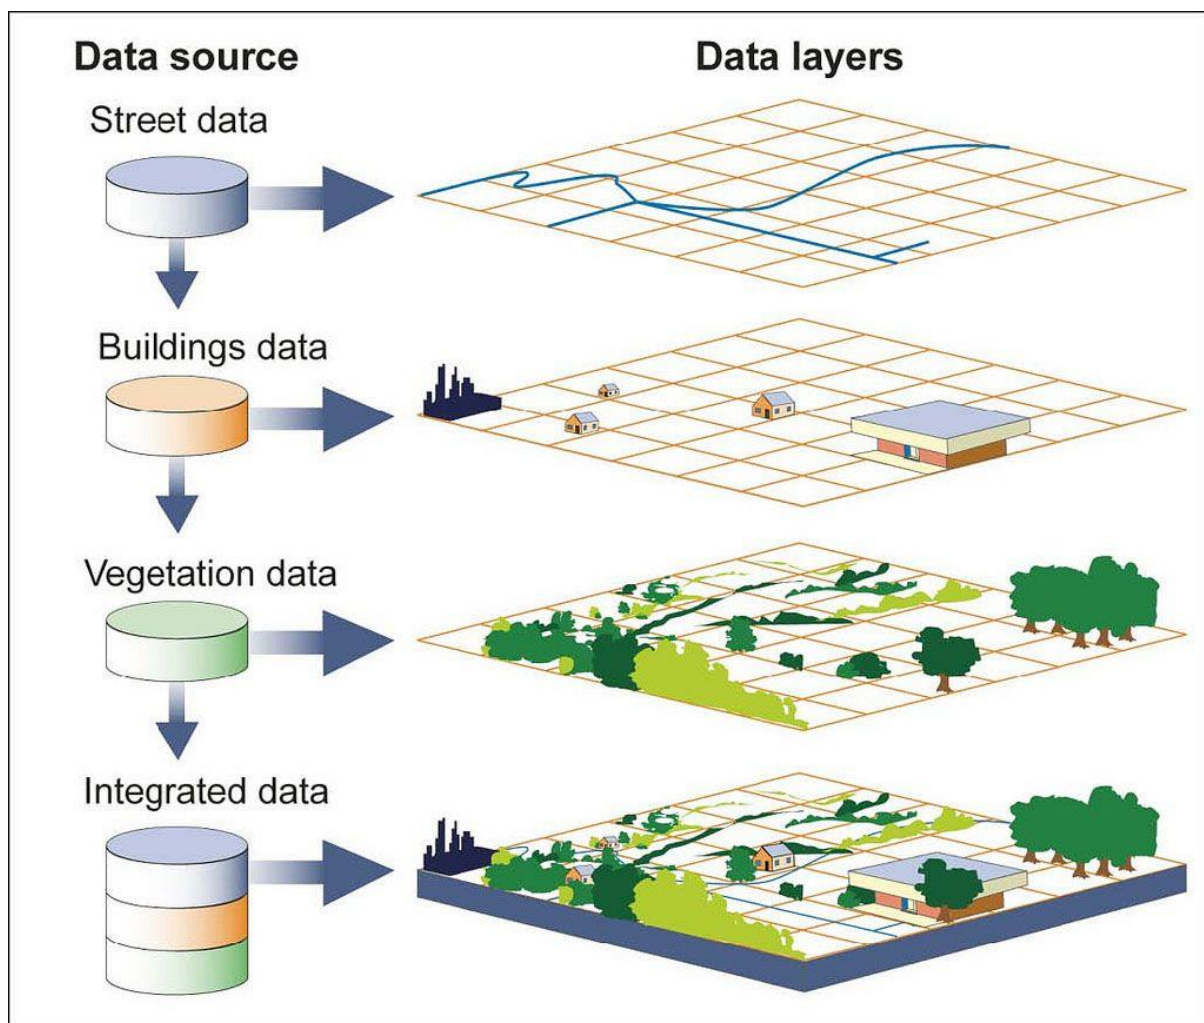 Data source
Data layers
Street data
Buildings data
Vegetation data
Integrated data